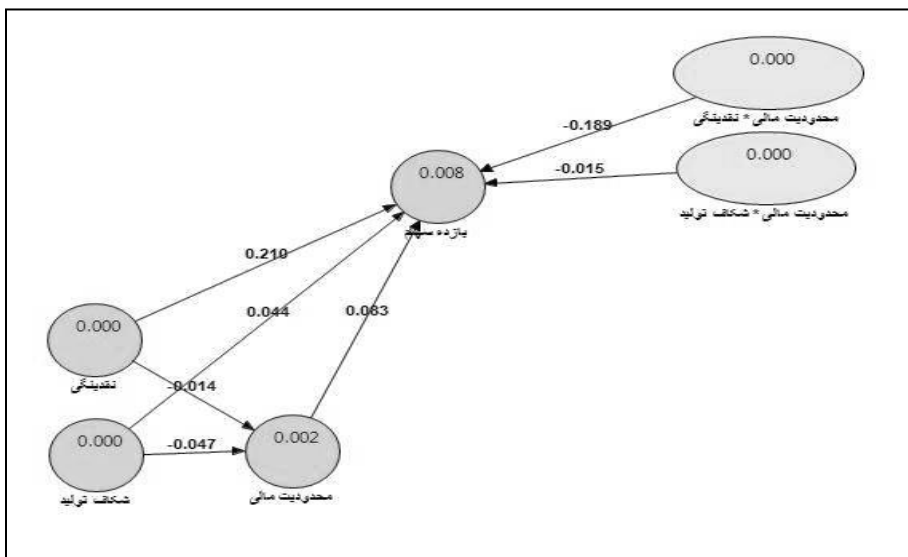 0.000
محدودیت مالی * نقدینگی
-0.189
0.000
-0.015
محدودیت مالی * شکاف تولید
0.008
بازده سهام
0.210
0.044
0.083
0.000
نقدینگی
-0.014
0.000
-0.047
0.002
شکاف تولید
محدودیت مالی